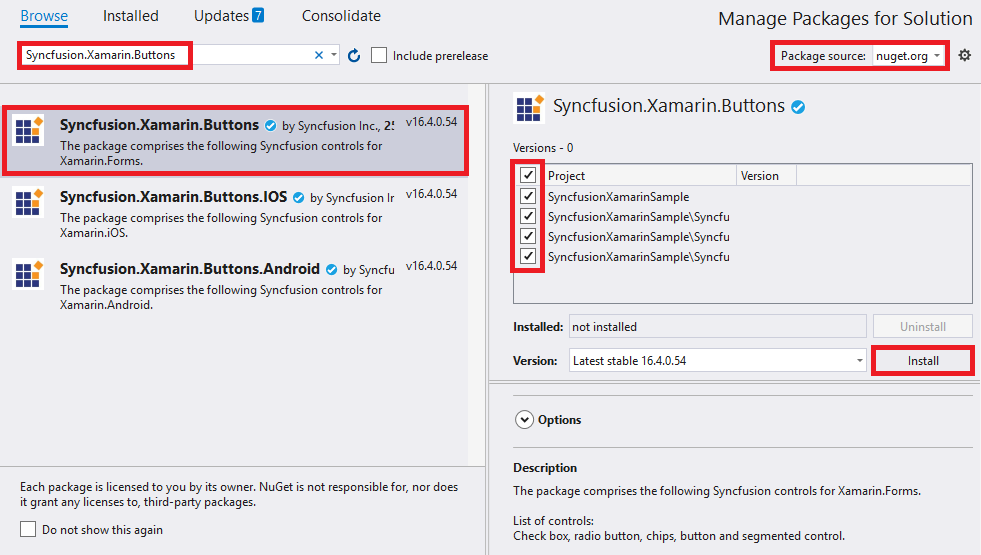 Browse Installed Updates 7 Consolidate
Manage Packages for Solution
Syncfusion.Xamarin.Buttons Include prerelease
Package source: nuget.org
Syncfusion.Xamarin.Buttons by Syncfusion Inc., v16.4.0.54
The package comprises the following Syncfusion controls for
Xamarin.Forms.
Syncfusion.Xamarin.Buttons.IOS by Syncfusion Ir v16.4.0.54
The package comprises the following Syncfusion controls for
Xamarin.iOS.
Syncfusion.Xamarin.Buttons.Android by Syncfu v16.4.0.54
The package comprises the following Syncfusion controls for
Xamarin.Android.
Each package is licensed to you by its owner. NuGet is not responsible for, nor does
it grant any licenses to, third-party packages.
Do not show this again
Syncfusion.Xamarin.Buttons
Versions - 0
Project Version
SyncfusionXamarinSample
SyncfusionXamarinSample\Syncfu
SyncfusionXamarinSample\Syncfu
SyncfusionXamarinSample\Syncfu
Installed: not installed Uninstall
Version: Latest stable 16.4.0.54 Install
Options
Description
The package comprises the following Syncfusion controls for Xamarin.Forms.
List of controls:
Check box, radio button, chips, button and segmented control.